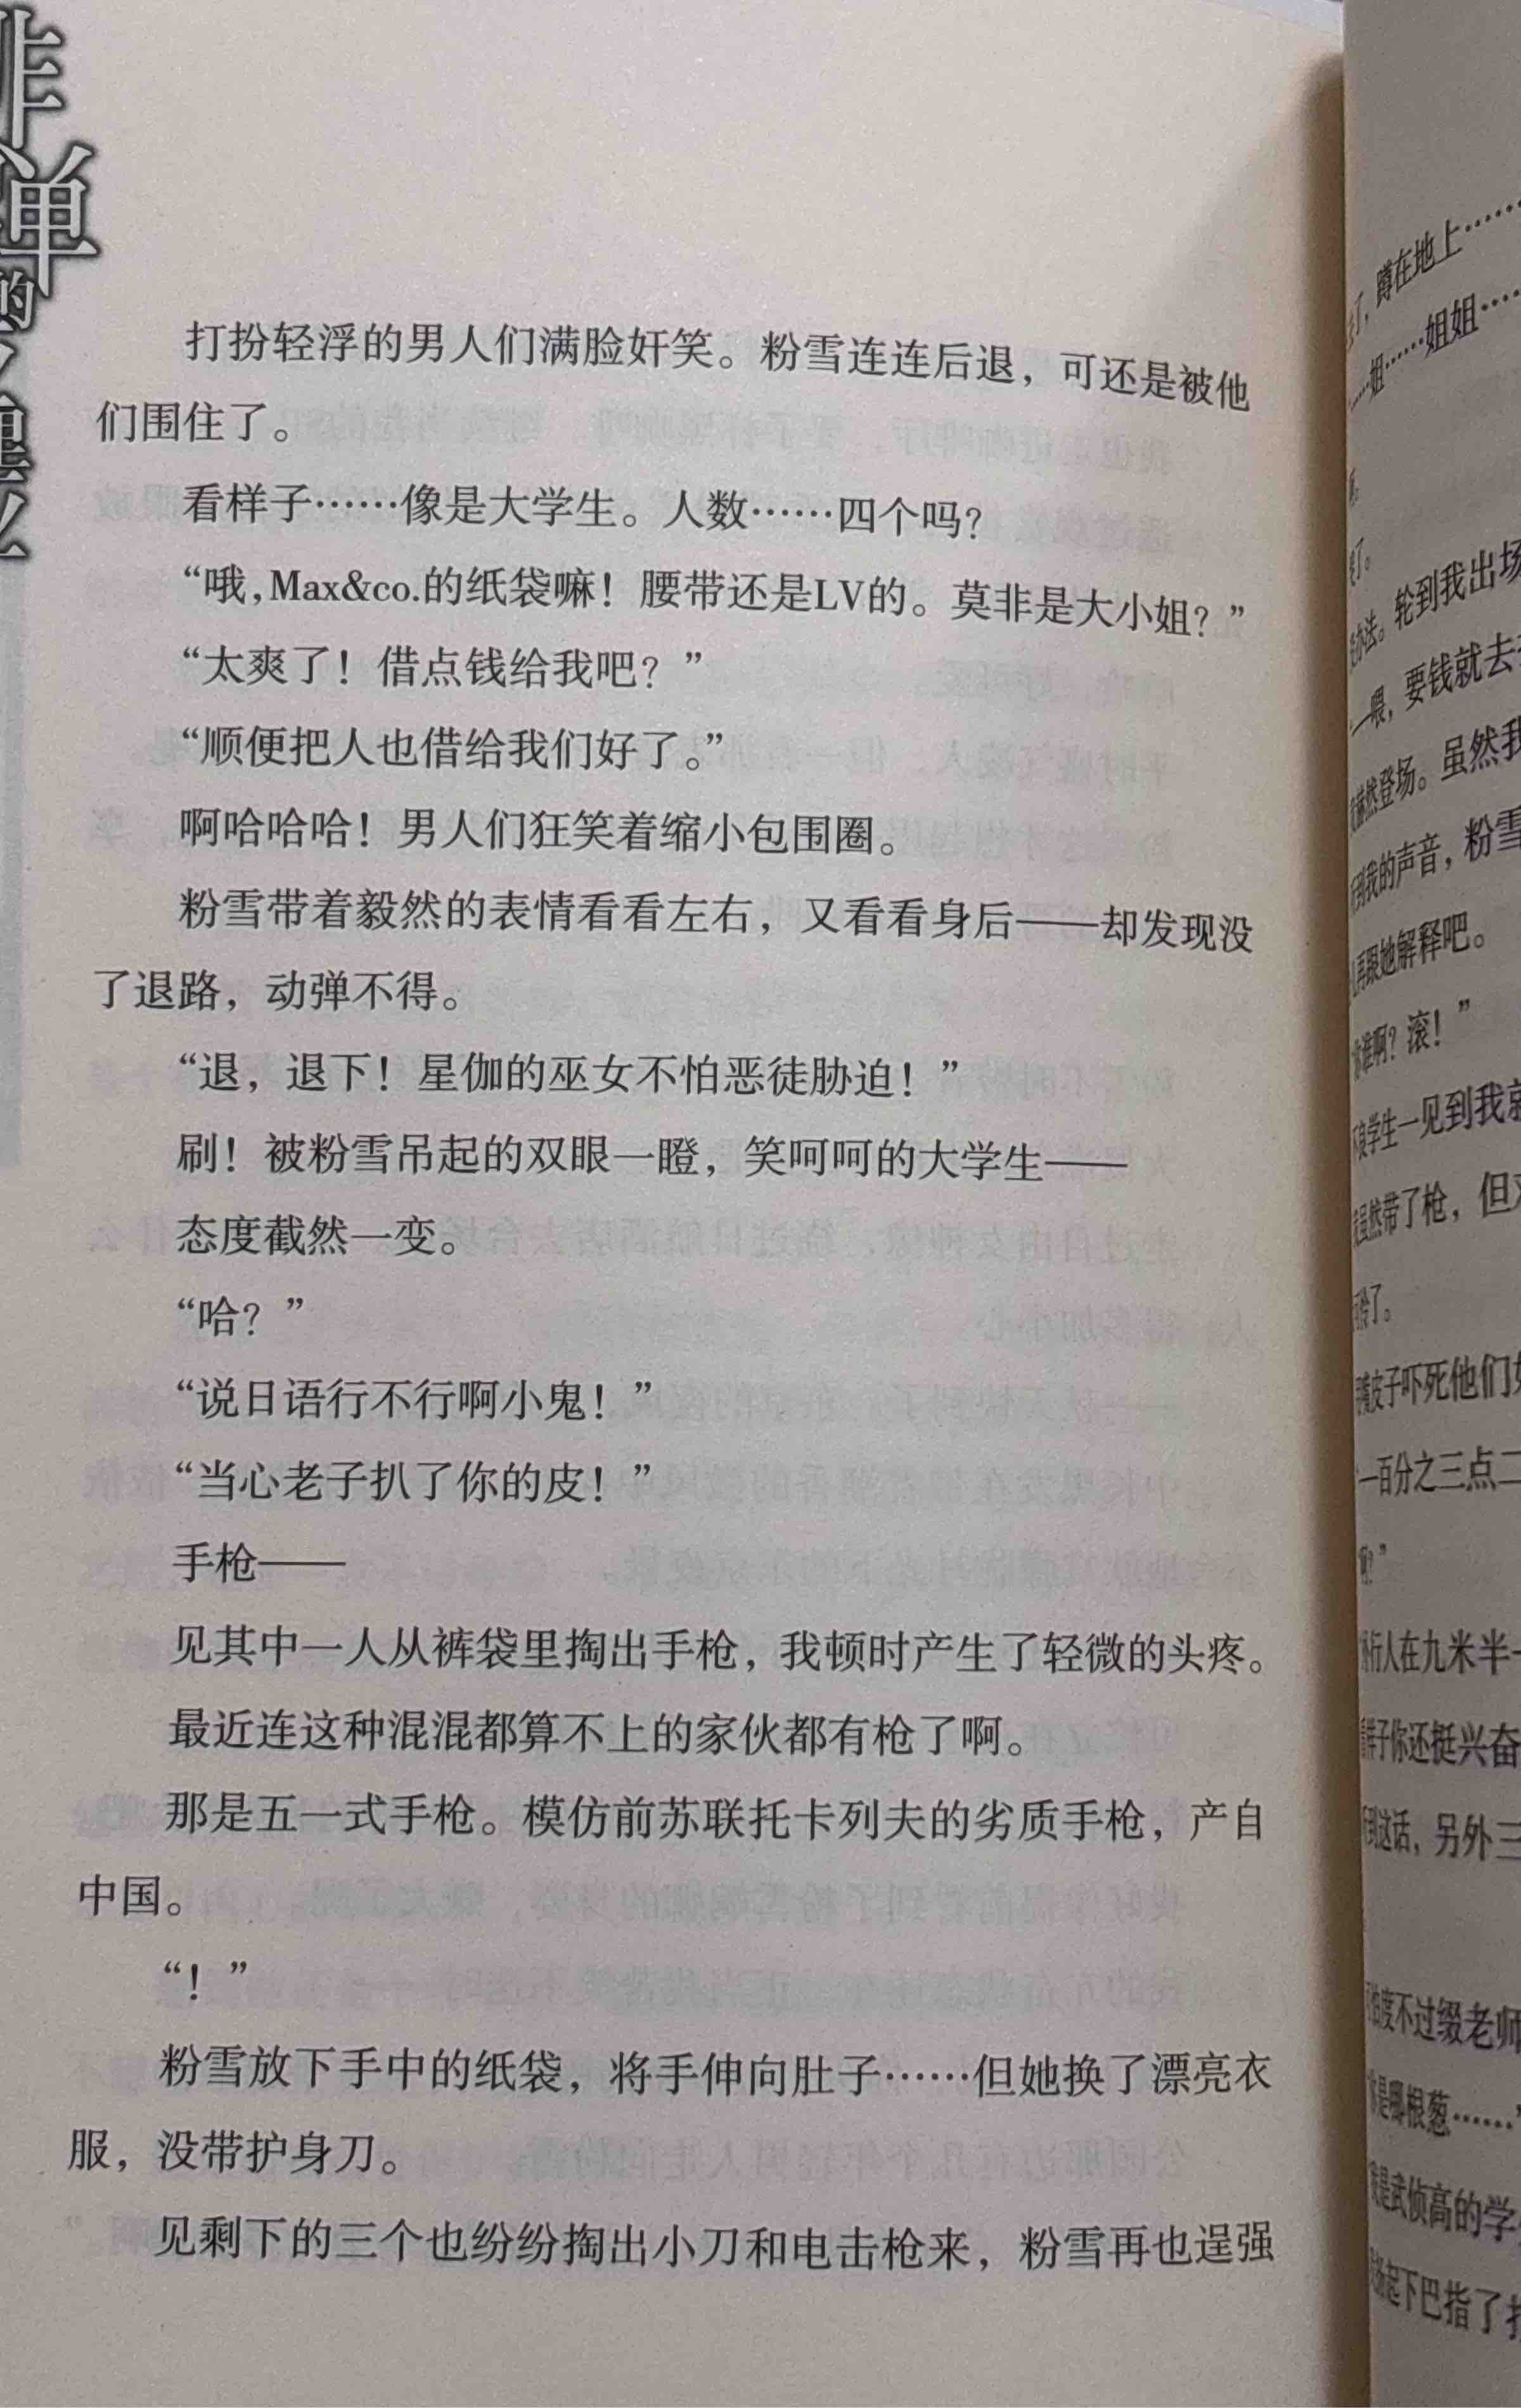 弹
的
打扮轻浮的男人们满脸奸笑。粉雪连连后退，可还是被他
们围住了。
看样子……像是大学生。人数……四个吗？
“哦，Max&co.的纸袋嘛！腰带还是LV的。莫非是大小姐？”
“太爽了！借点钱给我吧？”
“顺便把人也借给我们好了。”
啊哈哈哈！男人们狂笑着缩小包围圈。
粉雪带着毅然的表情看看左右，又看看身后——却发现没
了退路，动弹不得。
“退，退下！星伽的巫女不怕恶徒胁迫！”
刷！被粉雪吊起的双眼一瞪，笑呵呵的大学生——
态度截然一变。
“哈？”
“说日语行不行啊小鬼！”
“当心老子扒了你的皮！”
手枪——
见其中一人从裤袋里掏出手枪，我顿时产生了轻微的头疼。
最近连这种混混都算不上的家伙都有枪了啊。
那是五一式手枪。模仿前苏联托卡列夫的劣质手枪，产自
中国。
“！”
粉雪放下手中的纸袋，将手伸向肚子……但她换了漂亮衣
服，没带护身刀。
见剩下的三个也纷纷掏出小刀和电击枪来，粉雪再也逞强
了，蹲在地上……
……姐……姐姐……
了。
办法。轮到我出场
—喂，要钱就去
然登场。虽然我
到我的声音，粉雪
再跟她解释吧。
谁啊？滚！”
良学生一见到我就
虽然带了枪，但
了。
嘴皮子吓死他们
一百分之三点二
啊？”
行人在九米半
样子你还挺兴奋
到这话，另外三
度不过缀老师
是哪根葱……”
我是武侦高的学
扬起下巴指了